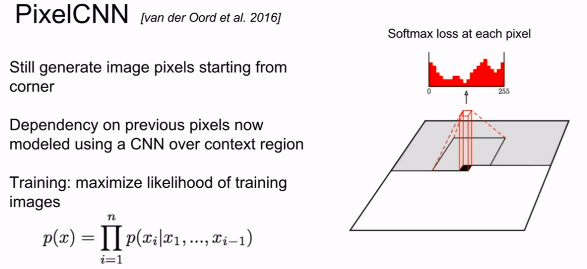 PixelCNN [van der Oord et al. 2016]
Still generate image pixels starting from
corner
Dependency on previous pixels now
modeled using a CNN over context region
Training: maximize likelihood of training
images
p(x) = ∏_{i=1}^{n} p(x_i|x_1, ..., x_{i−1})
Softmax loss at each pixel
0 255